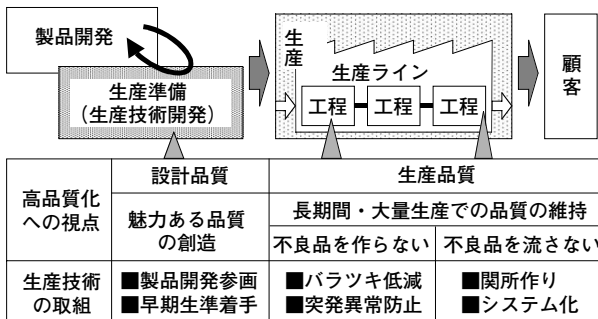 製品開発
生産準備
（生産技術開発）
生産
生産ライン
工程
工程
工程
顧客
高品質化
への視点
設計品質
生産品質
魅力ある品質
の創造
長期間・大量生産での品質の維持
不良品を作らない
不良品を流さない
生産技術
の取組
■製品開発参画
■早期生準着手
■バラツキ低減
■突発異常防止
■関所作り
■システム化